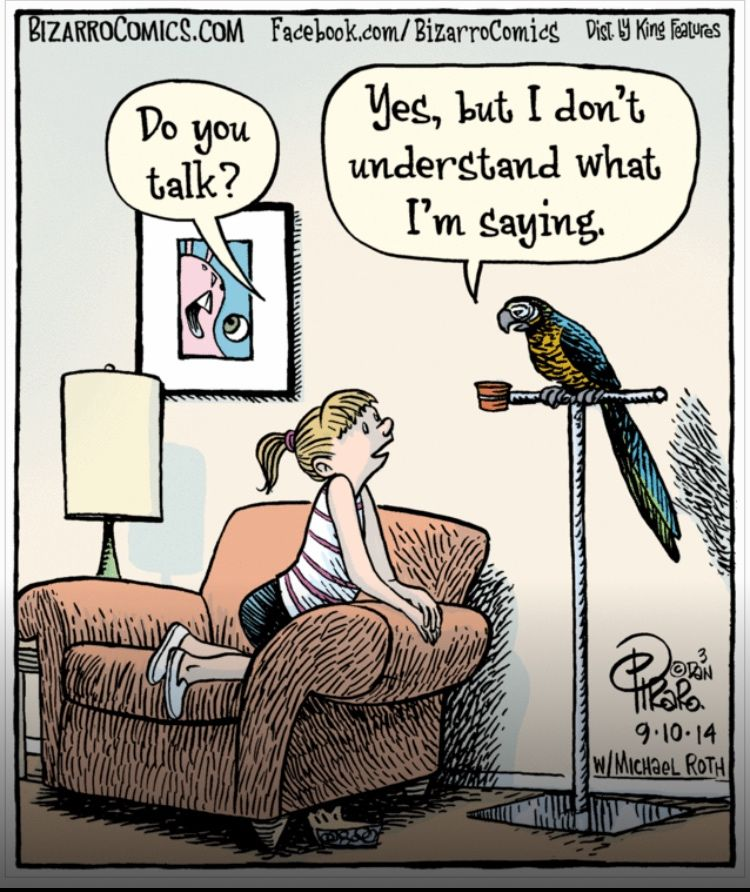 BIZARROCOMICS.COM Facebook.com/BizarroComics Dist. by King Features
Do you
talk?
Yes, but I don't
understand what
I'm saying.
3
© DAN
PIRARO.
9.10.14
W/MICHAEL ROTH